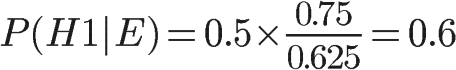 P(H1|E) = 0.5 × 0.75/0.625 = 0.6